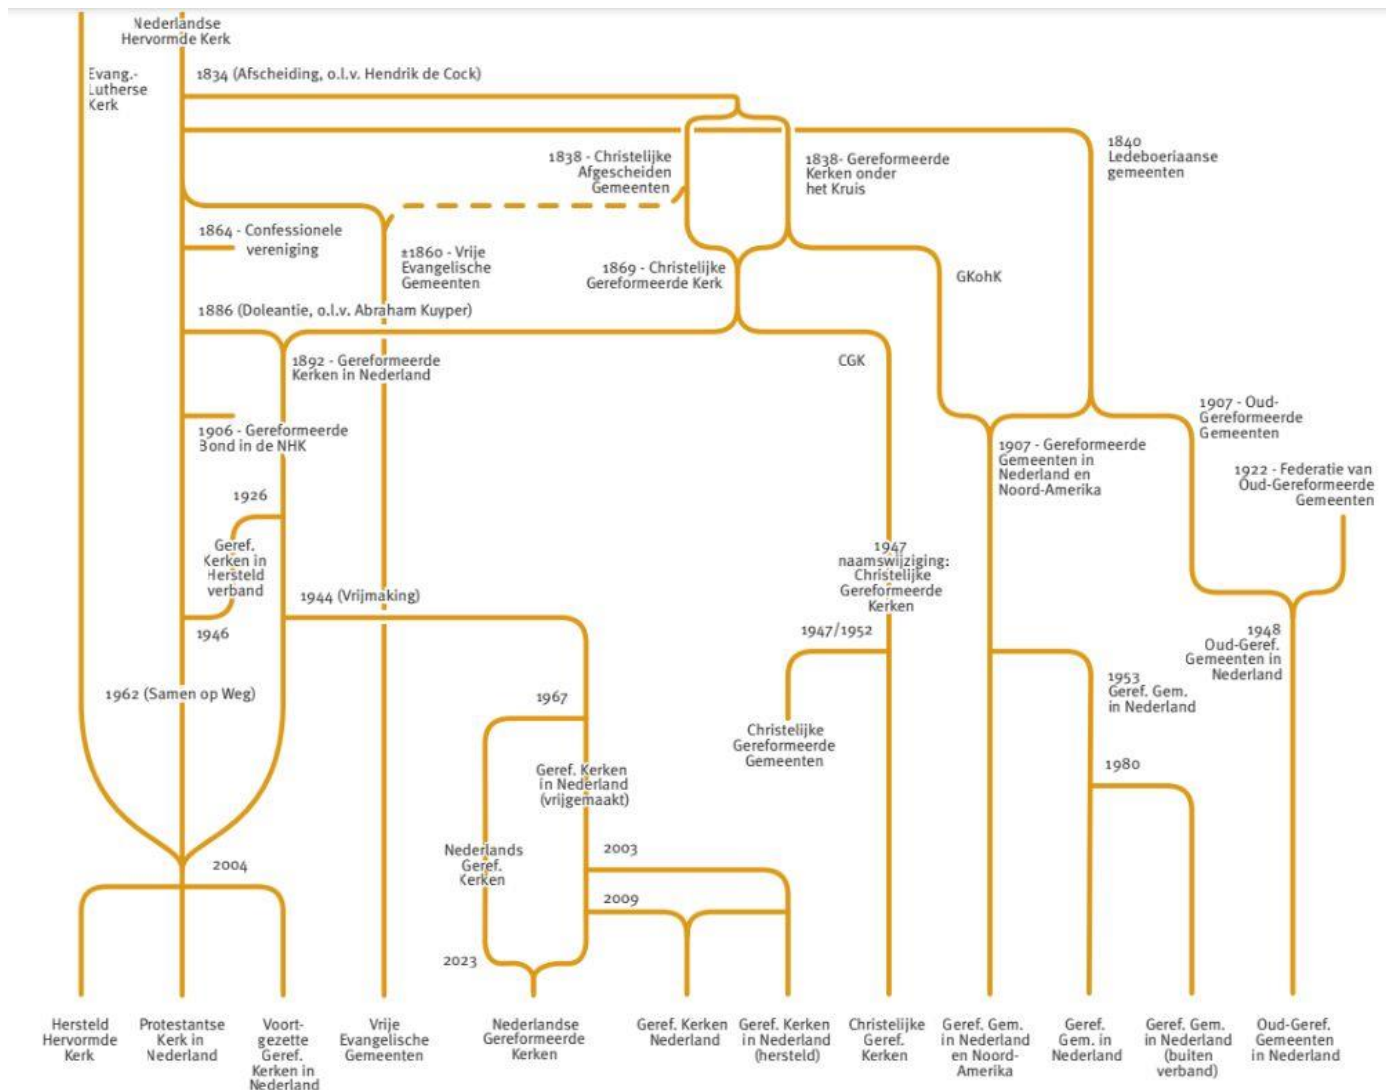 Nederlandse
Hervormde Kerk
Evang.-
Lutherse
Kerk
1834 (Afscheiding, o.l.v. Hendrik de Cock)
1838 - Christelijke
Afgescheiden
Gemeenten
1838- Gereformeerde
Kerken onder
het Kruis
1840
Ledeboeriaanse
gemeenten
1864 - Confessionele
vereniging
±1860 - Vrije
Evangelische
Gemeenten
1869 - Christelijke
Gereformeerde Kerk
GKohK
1886 (Doleantie, o.l.v. Abraham Kuyper)
1892 - Gereformeerde
Kerken in Nederland
CGK
1906 - Gereformeerde
Bond in de NHK
1907 - Oud-
Gereformeerde
Gemeenten
1907 - Gereformeerde
Gemeenten in
Nederland en
Noord-Amerika
1922 - Federatie van
Oud-Gereformeerde
Gemeenten
1926
Geref.
Kerken in
Hersteld
verband
1944 (Vrijmaking)
1946
1947
naamswijziging:
Christelijke
Gereformeerde
Kerken
1947/1952
1948
Oud-Geref.
Gemeenten in
Nederland
1962 (Samen op Weg)
1953
Geref. Gem.
in Nederland
1967
Christelijke
Gereformeerde
Gemeenten
Geref. Kerken
in Nederland
(vrijgemaakt)
1980
Nederlands
Geref.
Kerken
2003
2004
2009
2023
Hersteld
Hervormde
Kerk
Protestantse
Kerk in
Nederland
Voort-
gezette
Geref.
Kerken in
Nederland
Vrije
Evangelische
Gemeenten
Nederlandse
Gereformeerde
Kerken
Geref. Kerken
Nederland
Geref. Kerken
in Nederland
(hersteld)
Christelijke
Geref.
Kerken
Geref. Gem.
in Nederland
en Noord-
Amerika
Geref.
Gem. in
Nederland
Geref. Gem.
in Nederland
(buiten
verband)
Oud-Geref.
Gemeenten
in Nederland